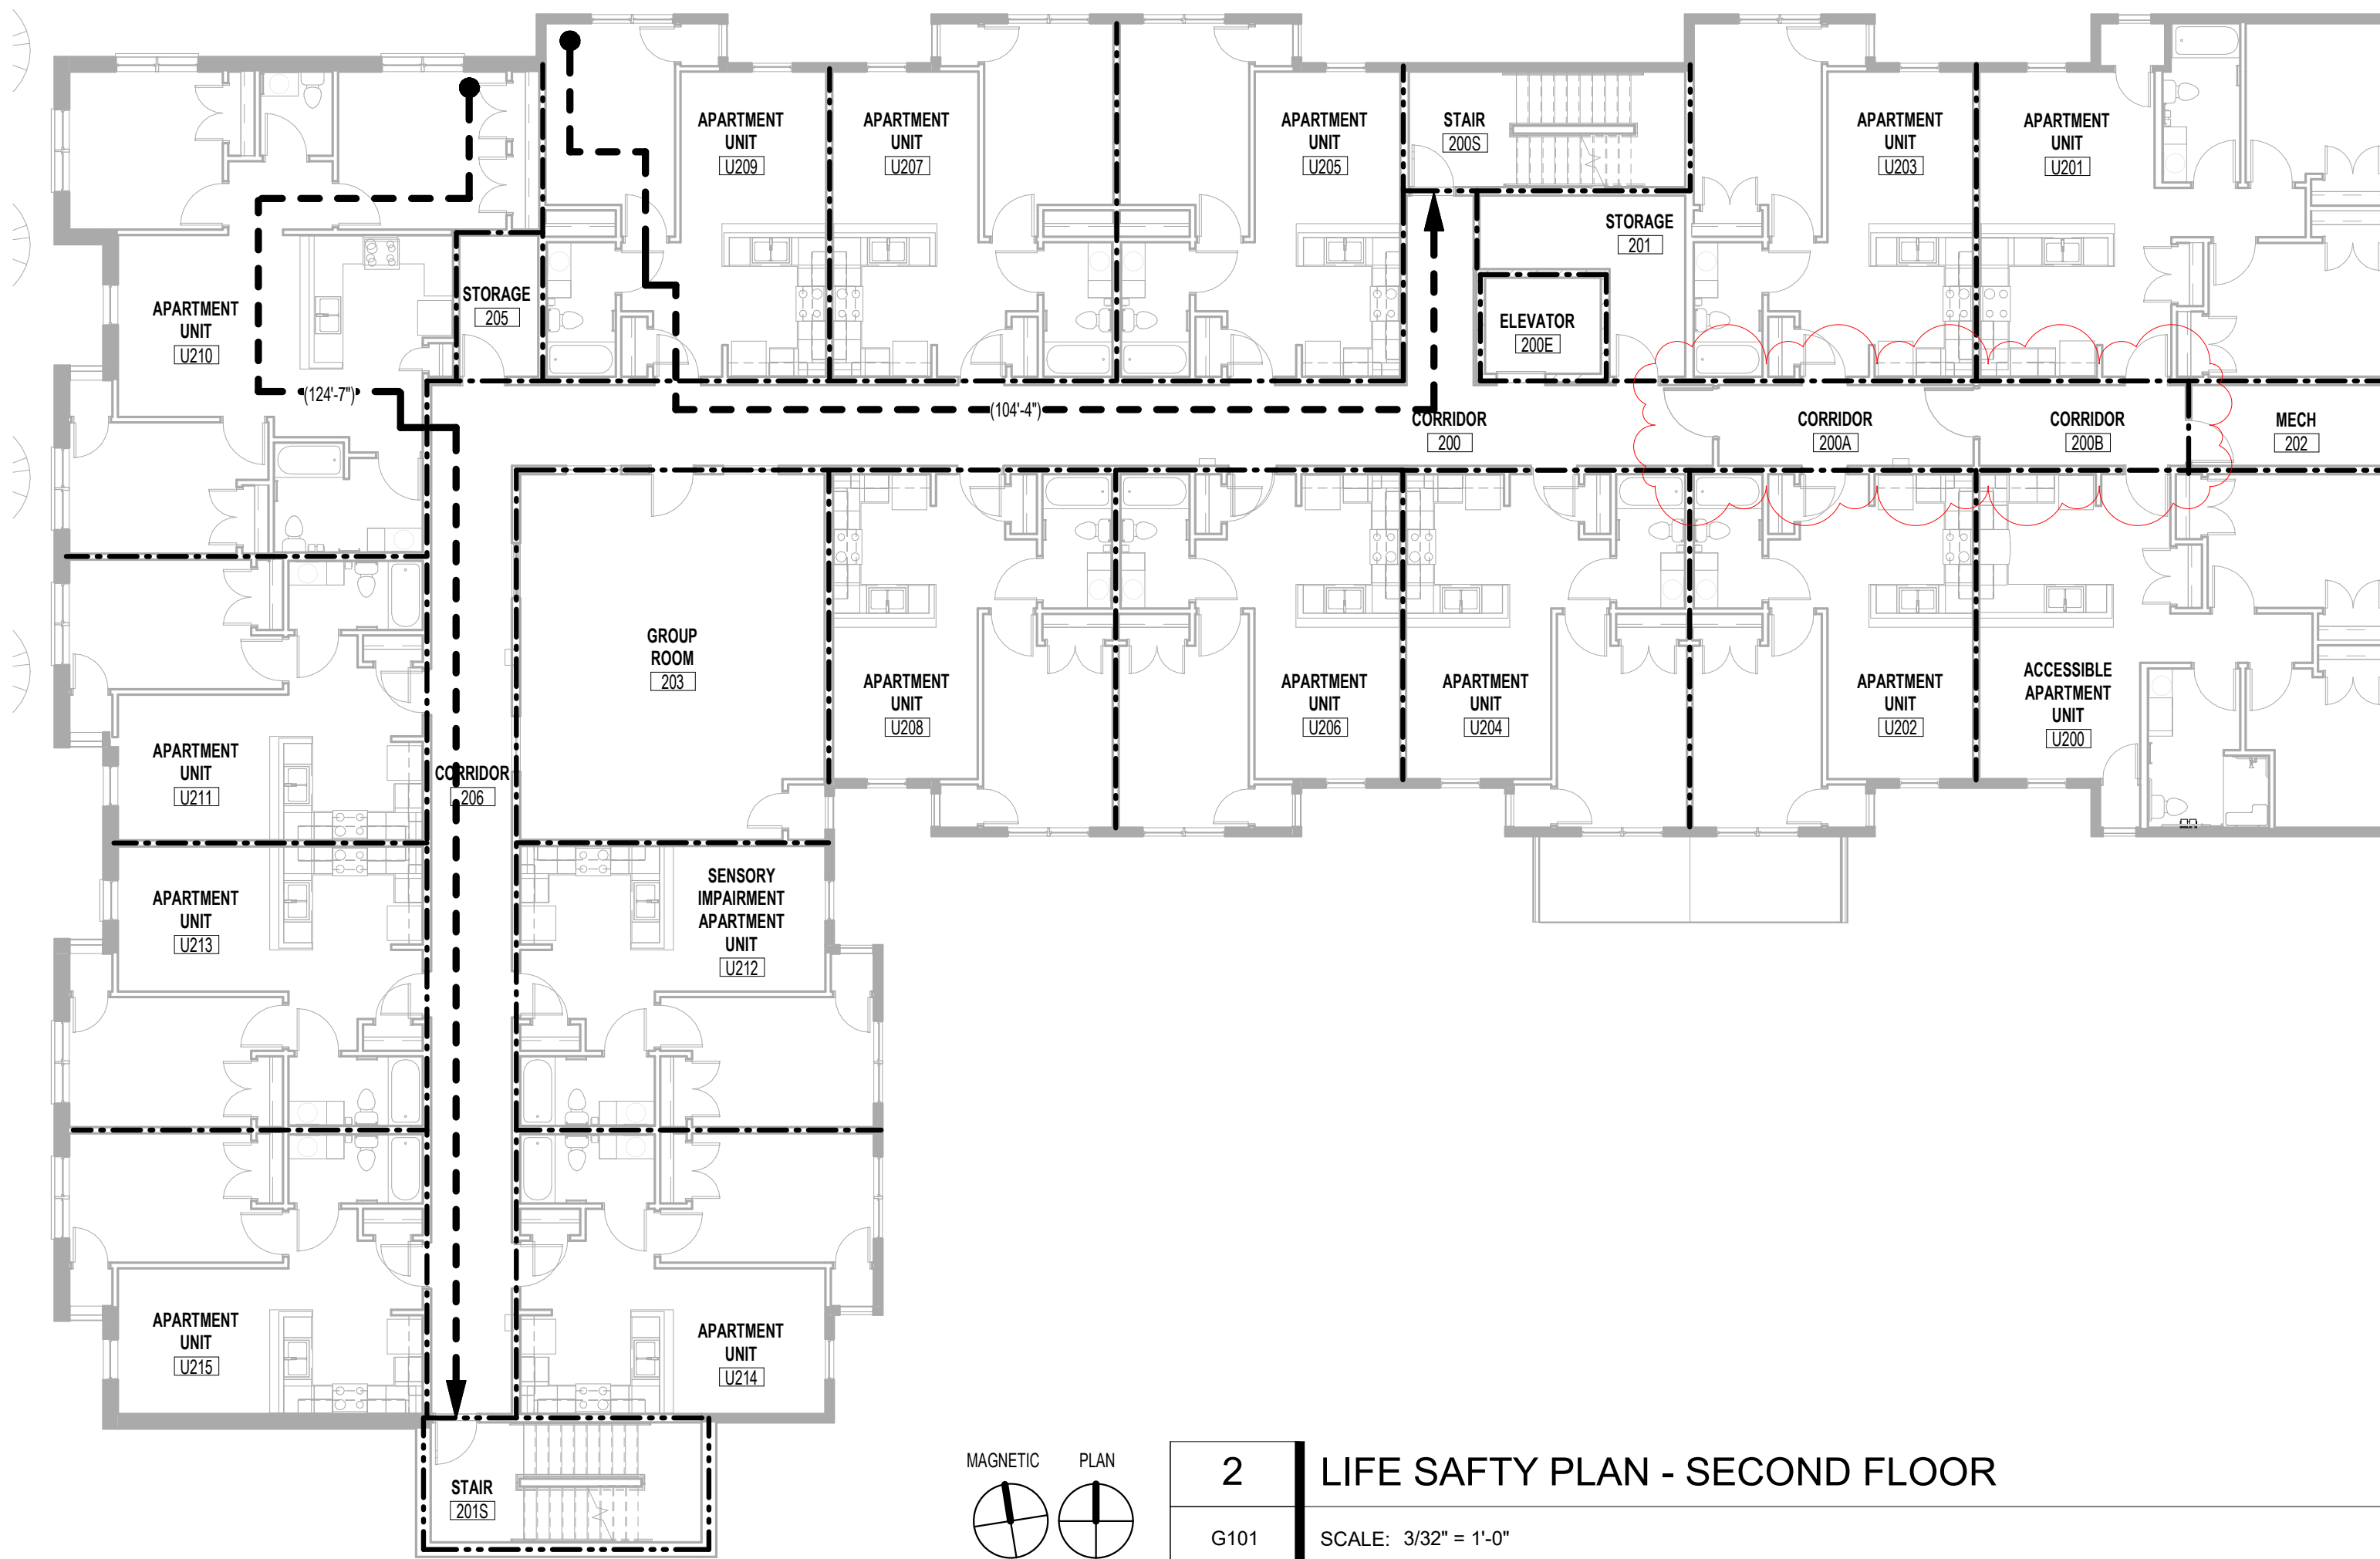 APARTMENT
UNIT
U209
APARTMENT
UNIT
U207
APARTMENT
UNIT
U205
STAIR
200S
APARTMENT
UNIT
U203
APARTMENT
UNIT
U201
STORAGE
201
STORAGE
205
APARTMENT
UNIT
U210
ELEVATOR
200E
(124'-7")
(104'-4")
CORRIDOR
200
CORRIDOR
200A
CORRIDOR
200B
MECH
202
GROUP
ROOM
203
APARTMENT
UNIT
U208
APARTMENT
UNIT
U206
APARTMENT
UNIT
U204
APARTMENT
UNIT
U202
ACCESSIBLE
APARTMENT
UNIT
U200
APARTMENT
UNIT
U211
CORRIDOR
206
APARTMENT
UNIT
U213
SENSORY
IMPAIRMENT
APARTMENT
UNIT
U212
APARTMENT
UNIT
U215
APARTMENT
UNIT
U214
STAIR
201S
MAGNETIC
PLAN
2
LIFE SAFTY PLAN - SECOND FLOOR
G101
SCALE: 3/32" = 1'-0"